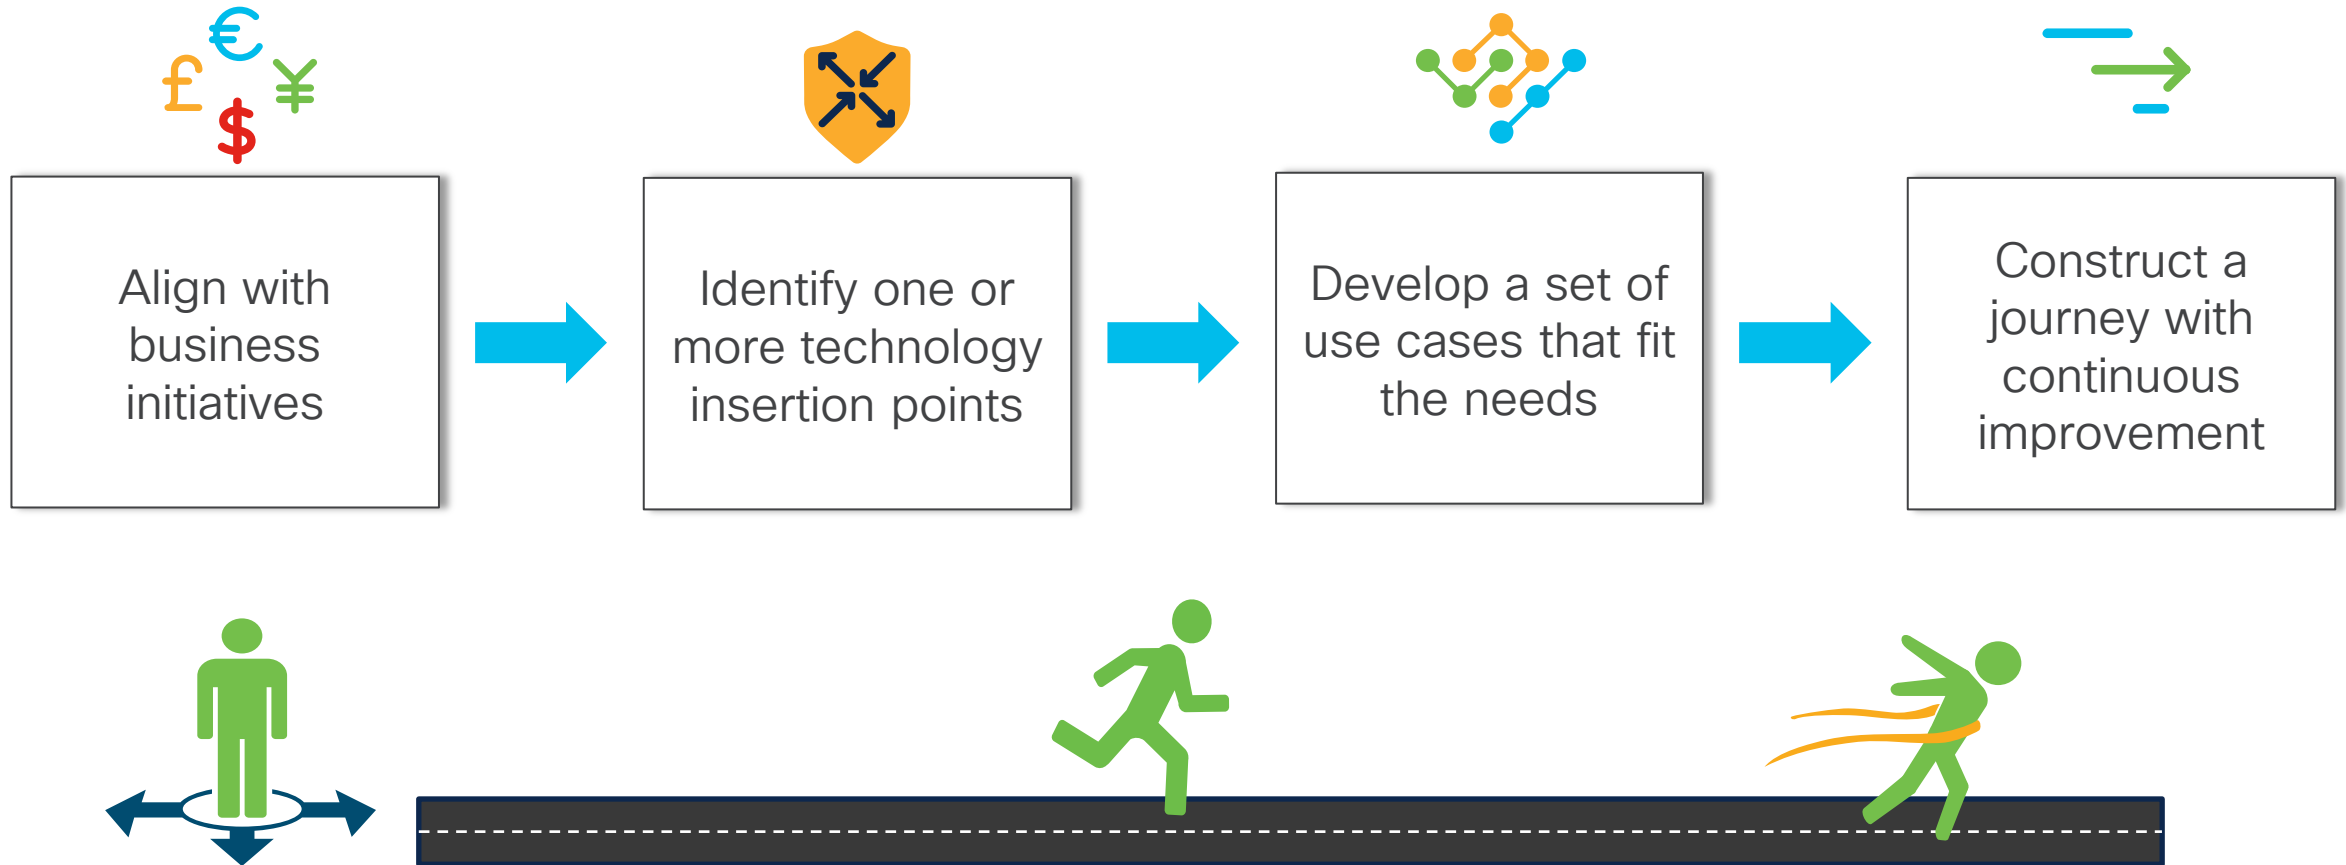 €
£
¥
$
Align with
business
initiatives
Identify one or
more technology
insertion points
Develop a set of
use cases that fit
the needs
Construct a
journey with
continuous
improvement